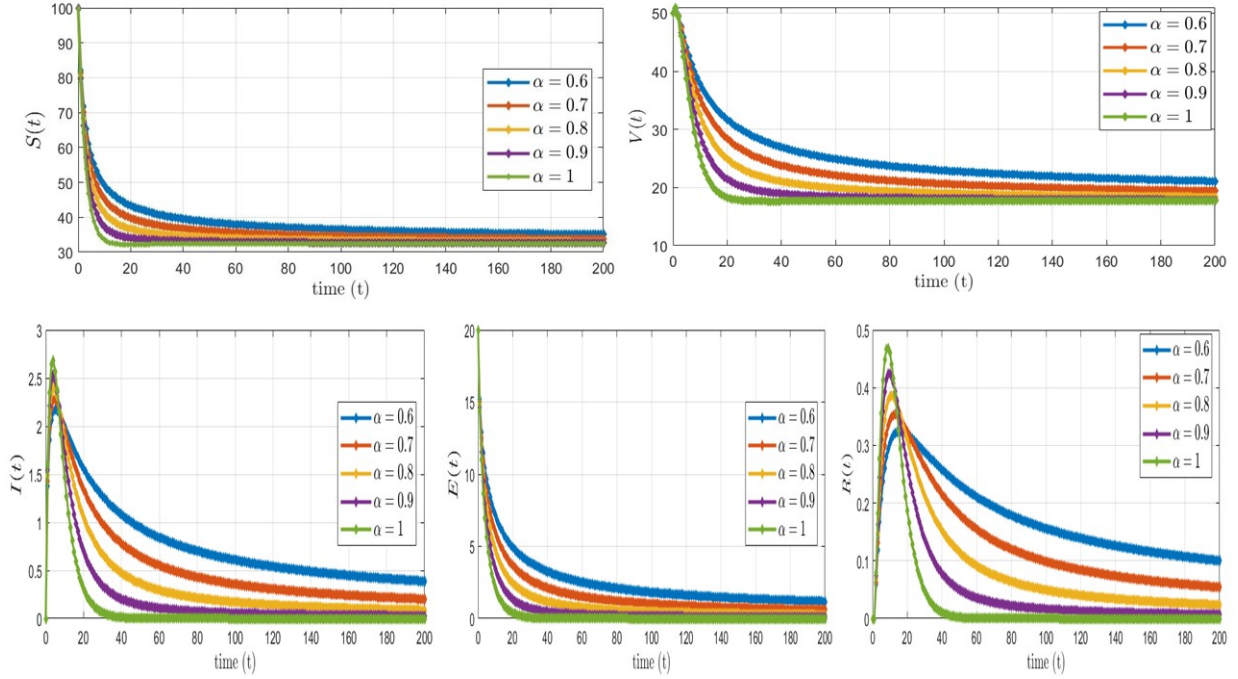 100
90
80
70
60
50
40
30
S(t)
0 20 40 60 80 100 120 140 160 180 200
time (t)
α = 0.6
α = 0.7
α = 0.8
α = 0.9
α = 1
50
40
30
20
10
V(t)
0 20 40 60 80 100 120 140 160 180 200
time (t)
α = 0.6
α = 0.7
α = 0.8
α = 0.9
α = 1
3
2.5
2
1.5
1
0.5
0
I(t)
0 20 40 60 80 100 120 140 160 180 200
time (t)
α = 0.6
α = 0.7
α = 0.8
α = 0.9
α = 1
20
15
10
5
0
E(t)
0 20 40 60 80 100 120 140 160 180 200
time (t)
α = 0.6
α = 0.7
α = 0.8
α = 0.9
α = 1
0.5
0.4
0.3
0.2
0.1
0
R(t)
0 20 40 60 80 100 120 140 160 180 200
time (t)
α = 0.6
α = 0.7
α = 0.8
α = 0.9
α = 1